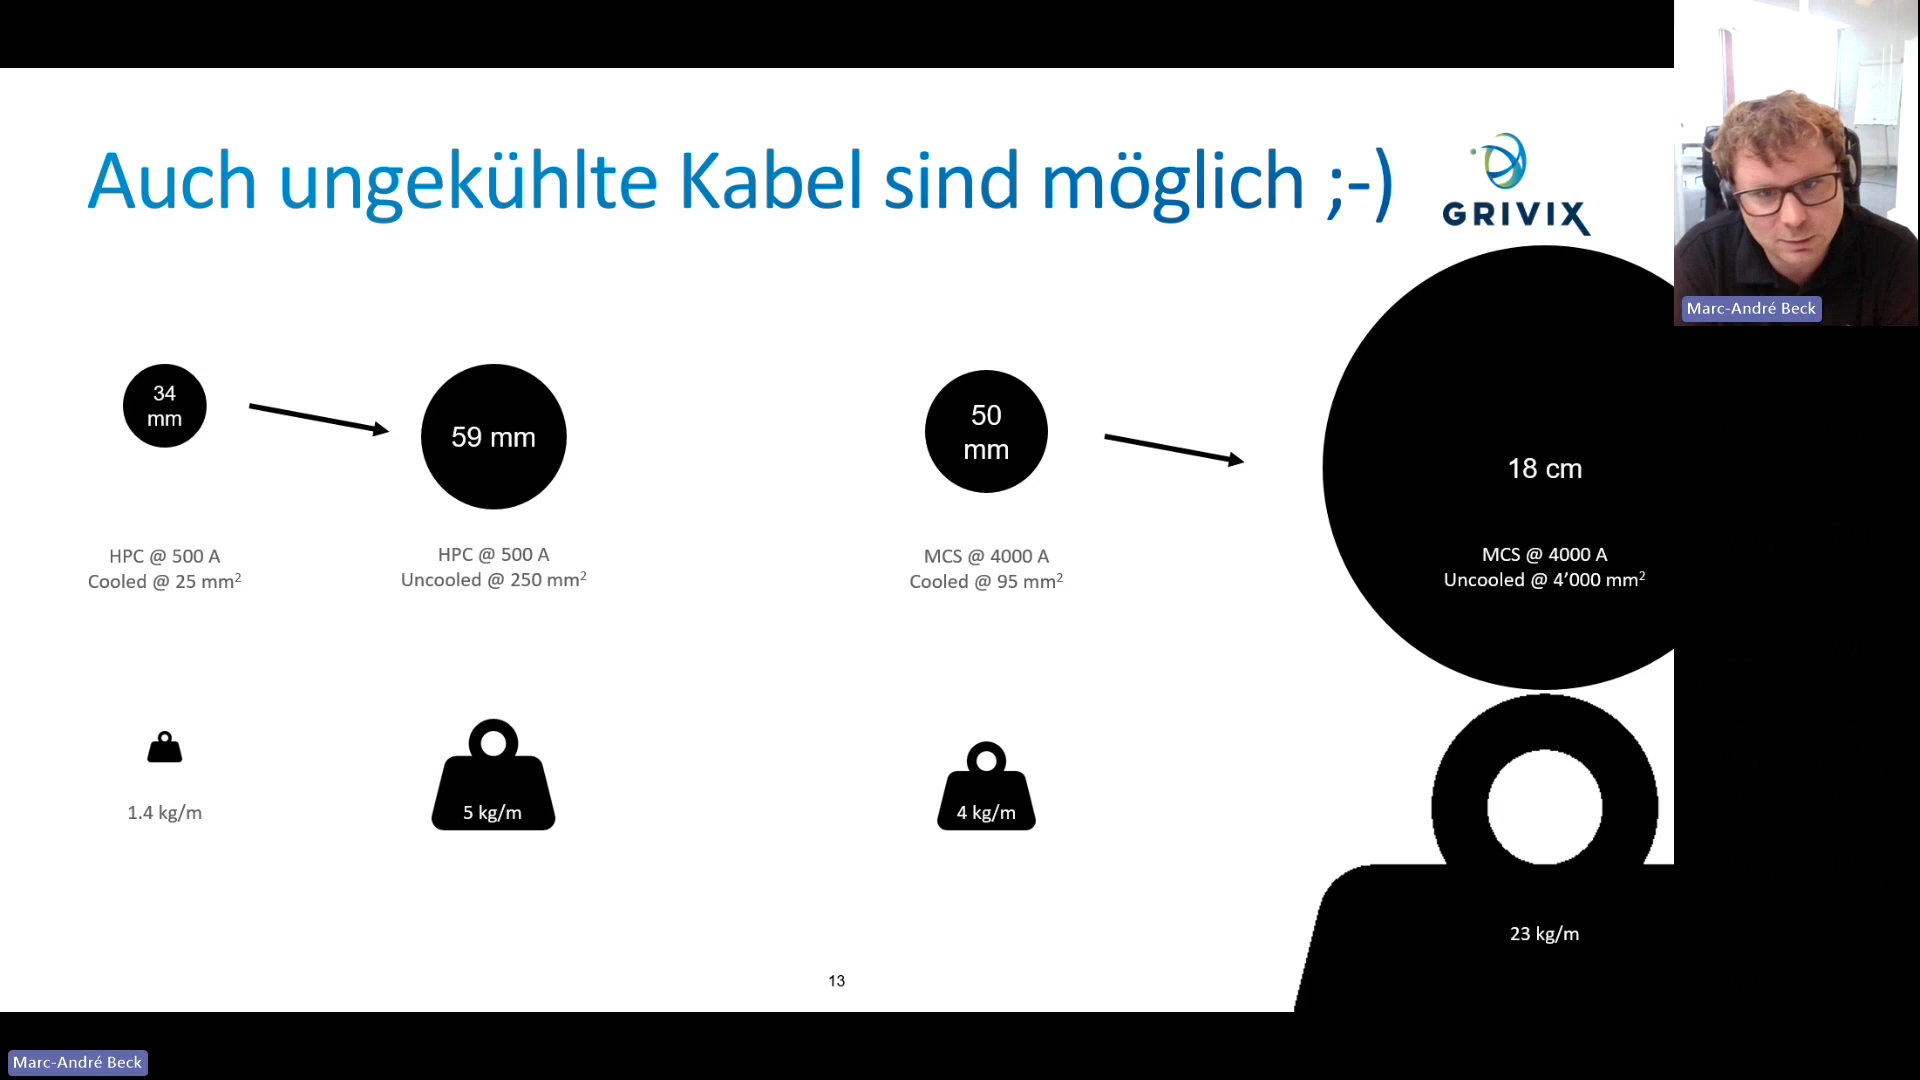 Auch ungekühlte Kabel sind möglich ;-)
GRIVIX
Marc-André Beck
34
mm
59 mm
50
mm
18 cm
HPC @ 500 A
Cooled @ 25 mm²
HPC @ 500 A
Uncooled @ 250 mm²
MCS @ 4000 A
Cooled @ 95 mm²
MCS @ 4000 A
Uncooled @ 4’000 mm²
1.4 kg/m
5 kg/m
4 kg/m
23 kg/m
13
Marc-André Beck